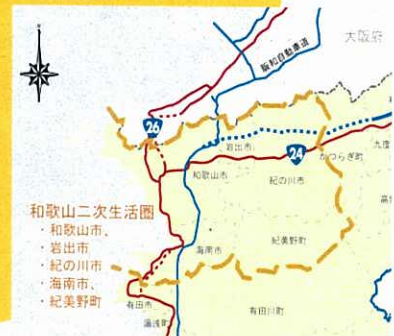 大阪府
阪和自動車道
26
岩出市
24
かつらぎ町
和歌山市
紀の川市
和歌山二次生活圏
・和歌山市、
・岩出市
・紀の川市
・海南市、
・紀美野町
海南市
紀美野町
有田市
有田川町
湯浅町